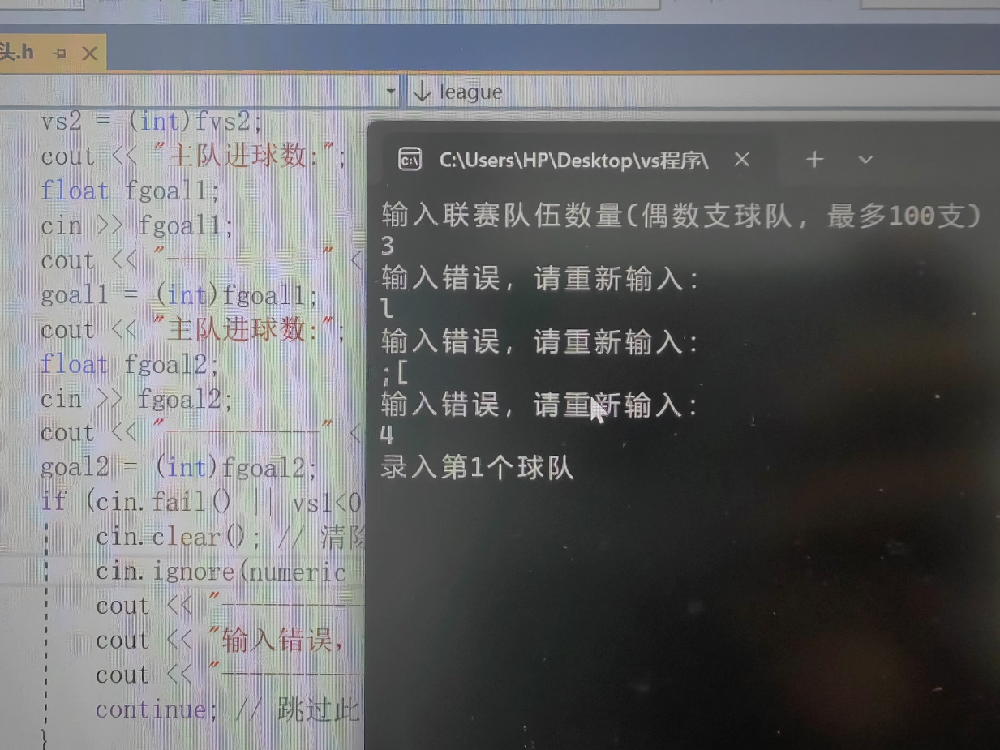 头.h
league
vs2 = (int)fvs2;
cout << "主队进球数:";
float fgoal1;
cin >> fgoal1;
cout << "-----------" <
goal1 = (int)fgoal1;
cout << "主队进球数:";
float fgoal2;
cin >> fgoal2;
cout << "-----------" <
goal2 = (int)fgoal2;
if (cin.fail() || vs1<0
cin.clear(); // 清除
cin.ignore(numeric_
cout << "----------
cout << "输入错误,
cout << "----------
continue; // 跳过此
}
C:\Users\HP\Desktop\vs程序\
输入联赛队伍数量(偶数支球队, 最多100支)
3
输入错误, 请重新输入:
l
输入错误, 请重新输入:
;[
输入错误, 请重新输入:
4
录入第1个球队